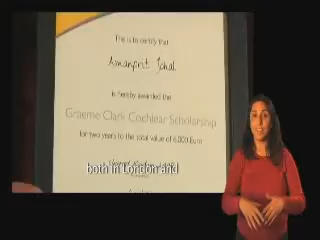 This is to certify that
Amanprit Johal
is hereby awarded the
Graeme Clark Cochlear Scholarship
for two years to the total value of 6,000 Euro
both in London and